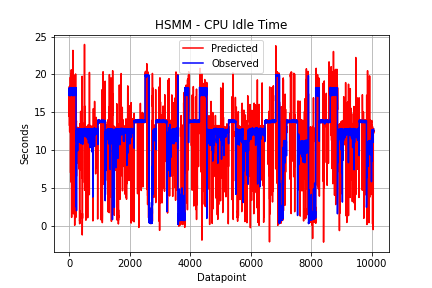 HSMM - CPU Idle Time
Predicted
Observed
25
20
15
10
5
0
Seconds
0
2000
4000
6000
8000
10000
Datapoint